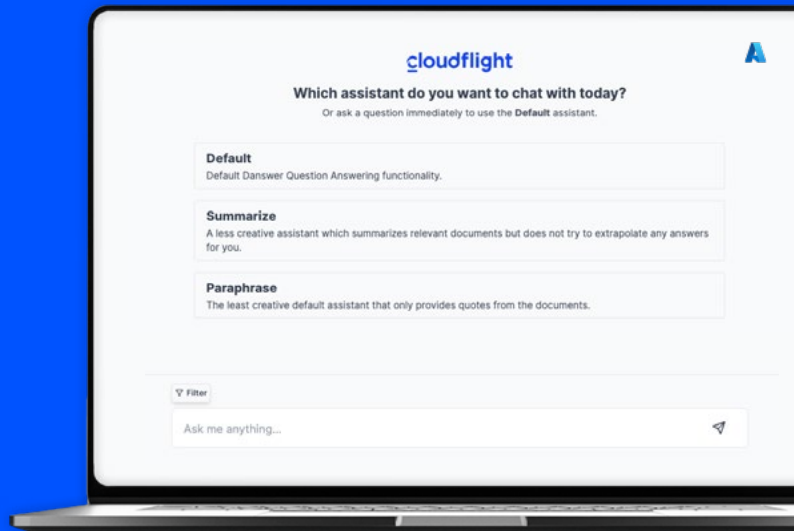 cloudflight
Which assistant do you want to chat with today?
Or ask a question immediately to use the Default assistant.
Default
Default Danswer Question Answering functionality.
Summarize
A less creative assistant which summarizes relevant documents but does not try to extrapolate any answers
for you.
Paraphrase
The least creative default assistant that only provides quotes from the documents.
Filter
Ask me anything...